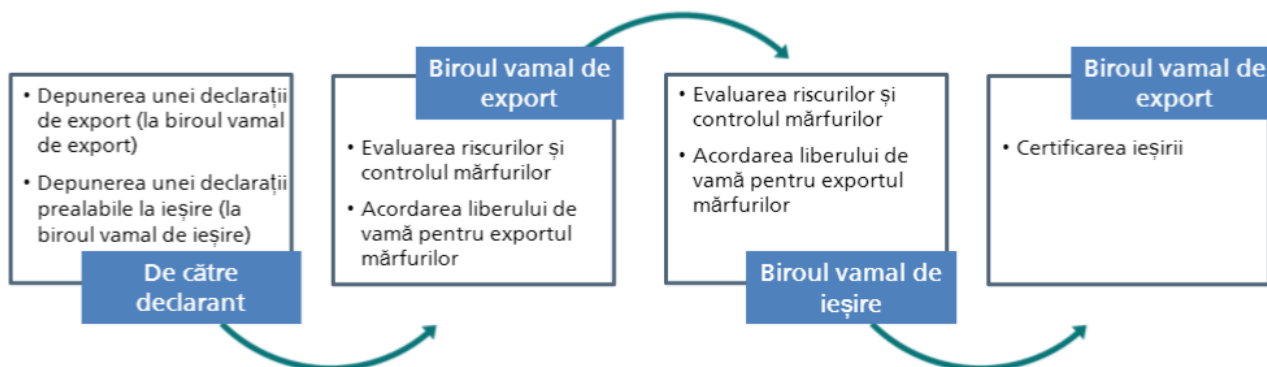 • Depunerea unei declarații
de export (la biroul vamal
de export)
• Depunerea unei declarații
prealabile la ieșire (la
biroul vamal de ieșire)
De către
declarant
Biroul vamal de
export
• Evaluarea riscurilor și
controlul mărfurilor
• Acordarea liberului de
vamă pentru exportul
mărfurilor
• Evaluarea riscurilor și
controlul mărfurilor
• Acordarea liberului de
vamă pentru exportul
mărfurilor
Biroul vamal de
ieșire
Biroul vamal de
export
• Certificarea ieșirii